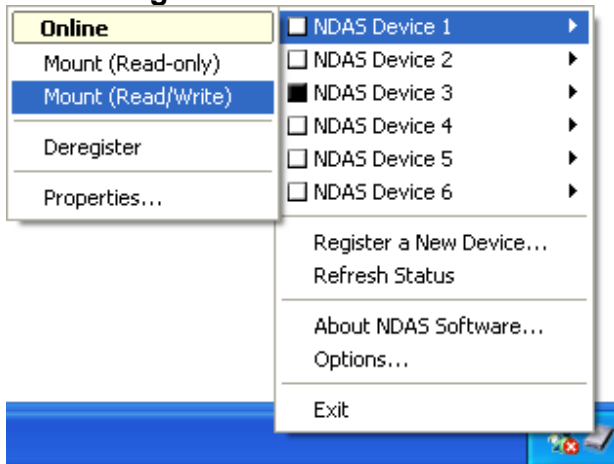 Online
Mount (Read-only)
Mount (Read/Write)
Deregister
Properties...
NDAS Device 1
NDAS Device 2
NDAS Device 3
NDAS Device 4
NDAS Device 5
NDAS Device 6
Register a New Device...
Refresh Status
About NDAS Software...
Options...
Exit